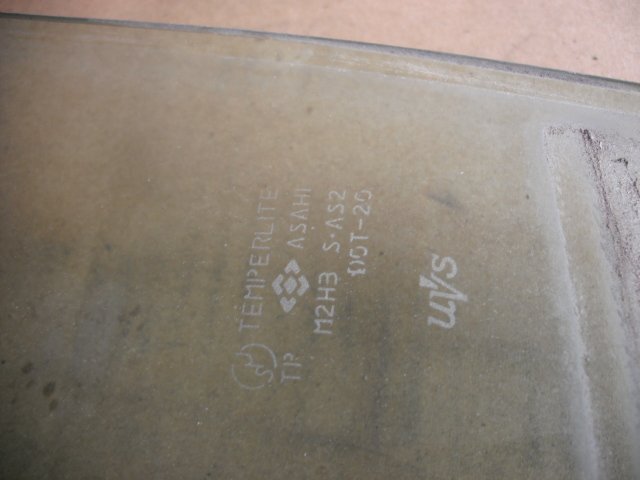 TEMPERLITE
TP ASAHI
M2H3 S·AS2
DOT-20